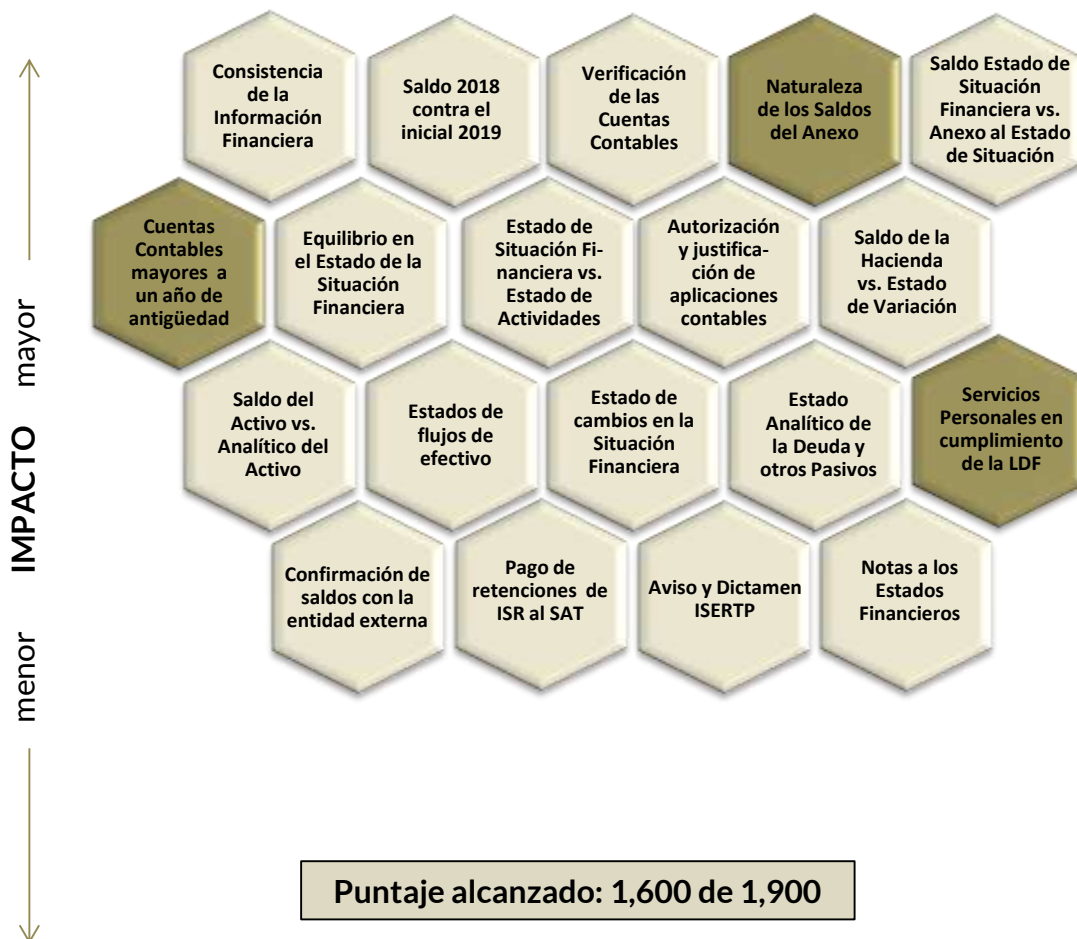 Consistencia
de la
Información
Financiera
Saldo 2018
contra el
inicial 2019
Verificación
de las
Cuentas
Contables
Naturaleza
de los Saldos
del Anexo
Saldo Estado de
Situación
Financiera vs.
Anexo al Estado
de Situación
Cuentas
Contables
mayores a
un año de
antigüedad
Equilibrio en
el Estado de la
Situación
Financiera
Estado de
Situación Fi-
nanciera vs.
Estado de
Actividades
Autorización
y justifica-
ción de
aplicaciones
contables
Saldo de la
Hacienda
vs. Estado
de Variación
Saldo del
Activo vs.
Analítico del
Activo
Estados de
flujos de
efectivo
Estado de
cambios en la
Situación
Financiera
Estado
Analítico de
la Deuda y
otros Pasivos
Servicios
Personales en
cumplimiento
de la LDF
Confirmación de
saldos con la
entidad externa
Pago de
retenciones de
ISR al SAT
Aviso y Dictamen
ISERTP
Notas a los
Estados
Financieros
menor IMPACTO mayor
Puntaje alcanzado: 1,600 de 1,900